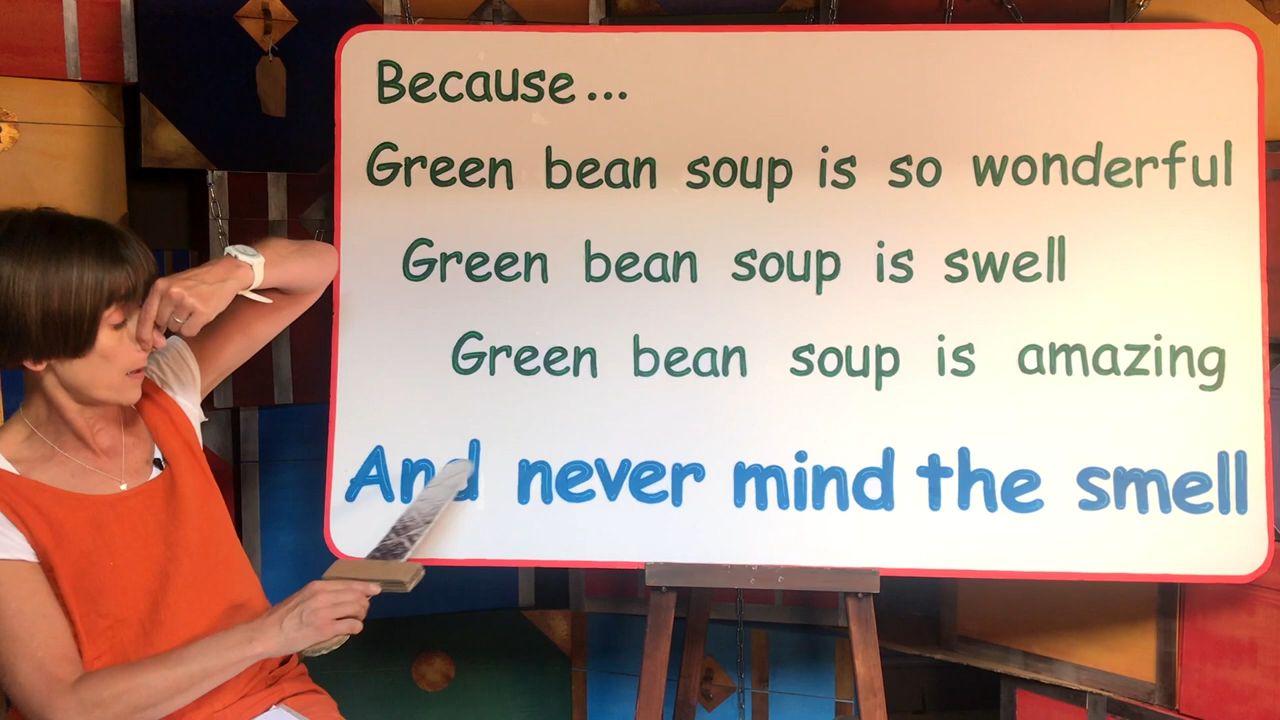 Because...
Green bean soup is so wonderful
Green bean soup is swell
Green bean soup is amazing
And never mind the smell